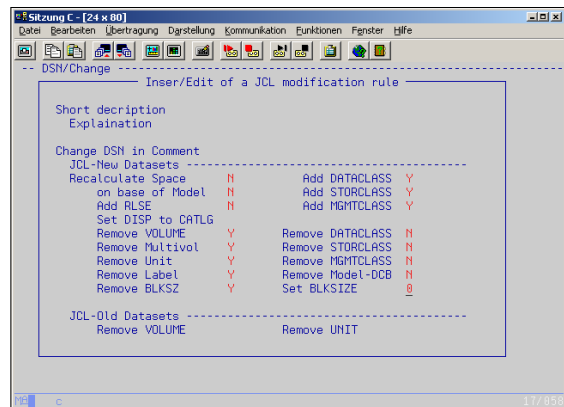 Sitzung C - [24 x 80]
Datei Bearbeiten Übertragung Darstellung Kommunikation Funktionen Fenster Hilfe
-- DSN/Change --
Inser/Edit of a JCL modification rule
Short decription
Explaination
Change DSN in Comment
JCL-New Datasets ----------------------------------------
Recalculate Space N Add DATACLASS Y
on base of Model N Add STORCLASS Y
Add RLSE N Add MGMTCLASS Y
Set DISP to CATLG
Remove VOLUME Y Remove DATACLASS N
Remove Multivol Y Remove STORCLASS N
Remove Unit Y Remove MGMTCLASS N
Remove Label Y Remove Model-DCB N
Remove BLKSZ Y Set BLKSIZE 0
JCL-Old Datasets ----------------------------------------
Remove VOLUME Remove UNIT
c 17/058